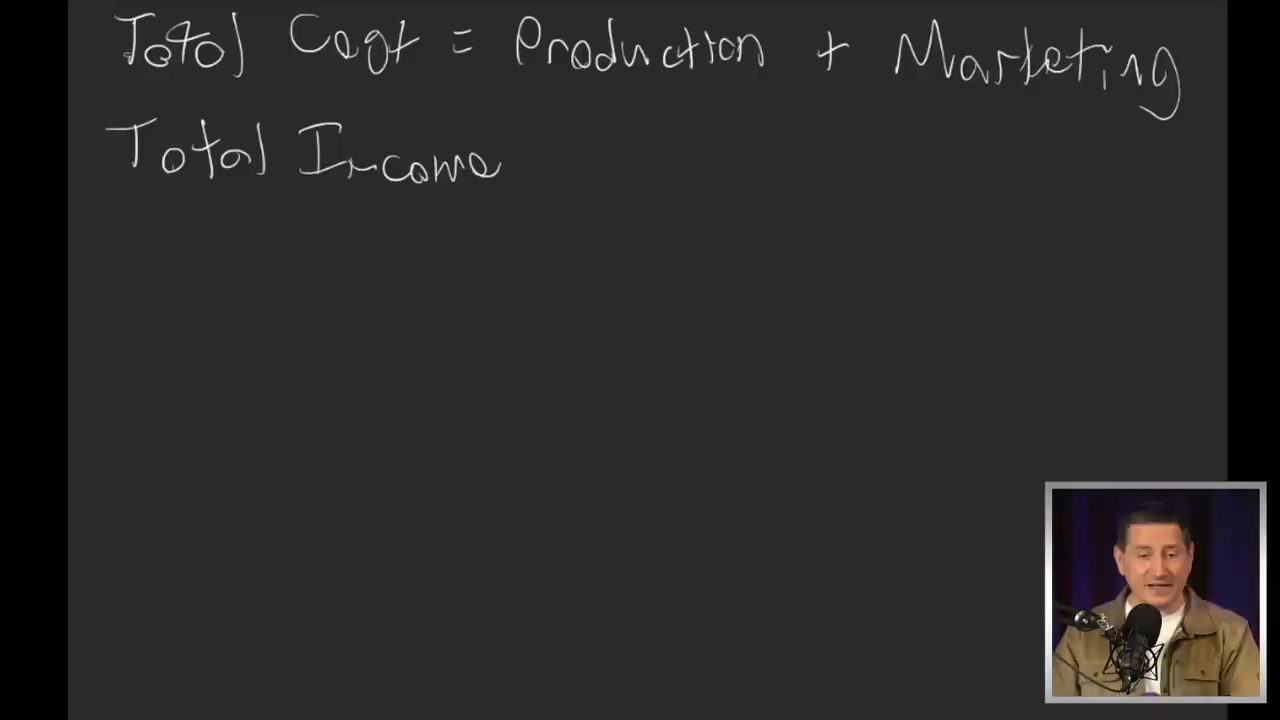 Total Cost = Production + Marketing
Total Income